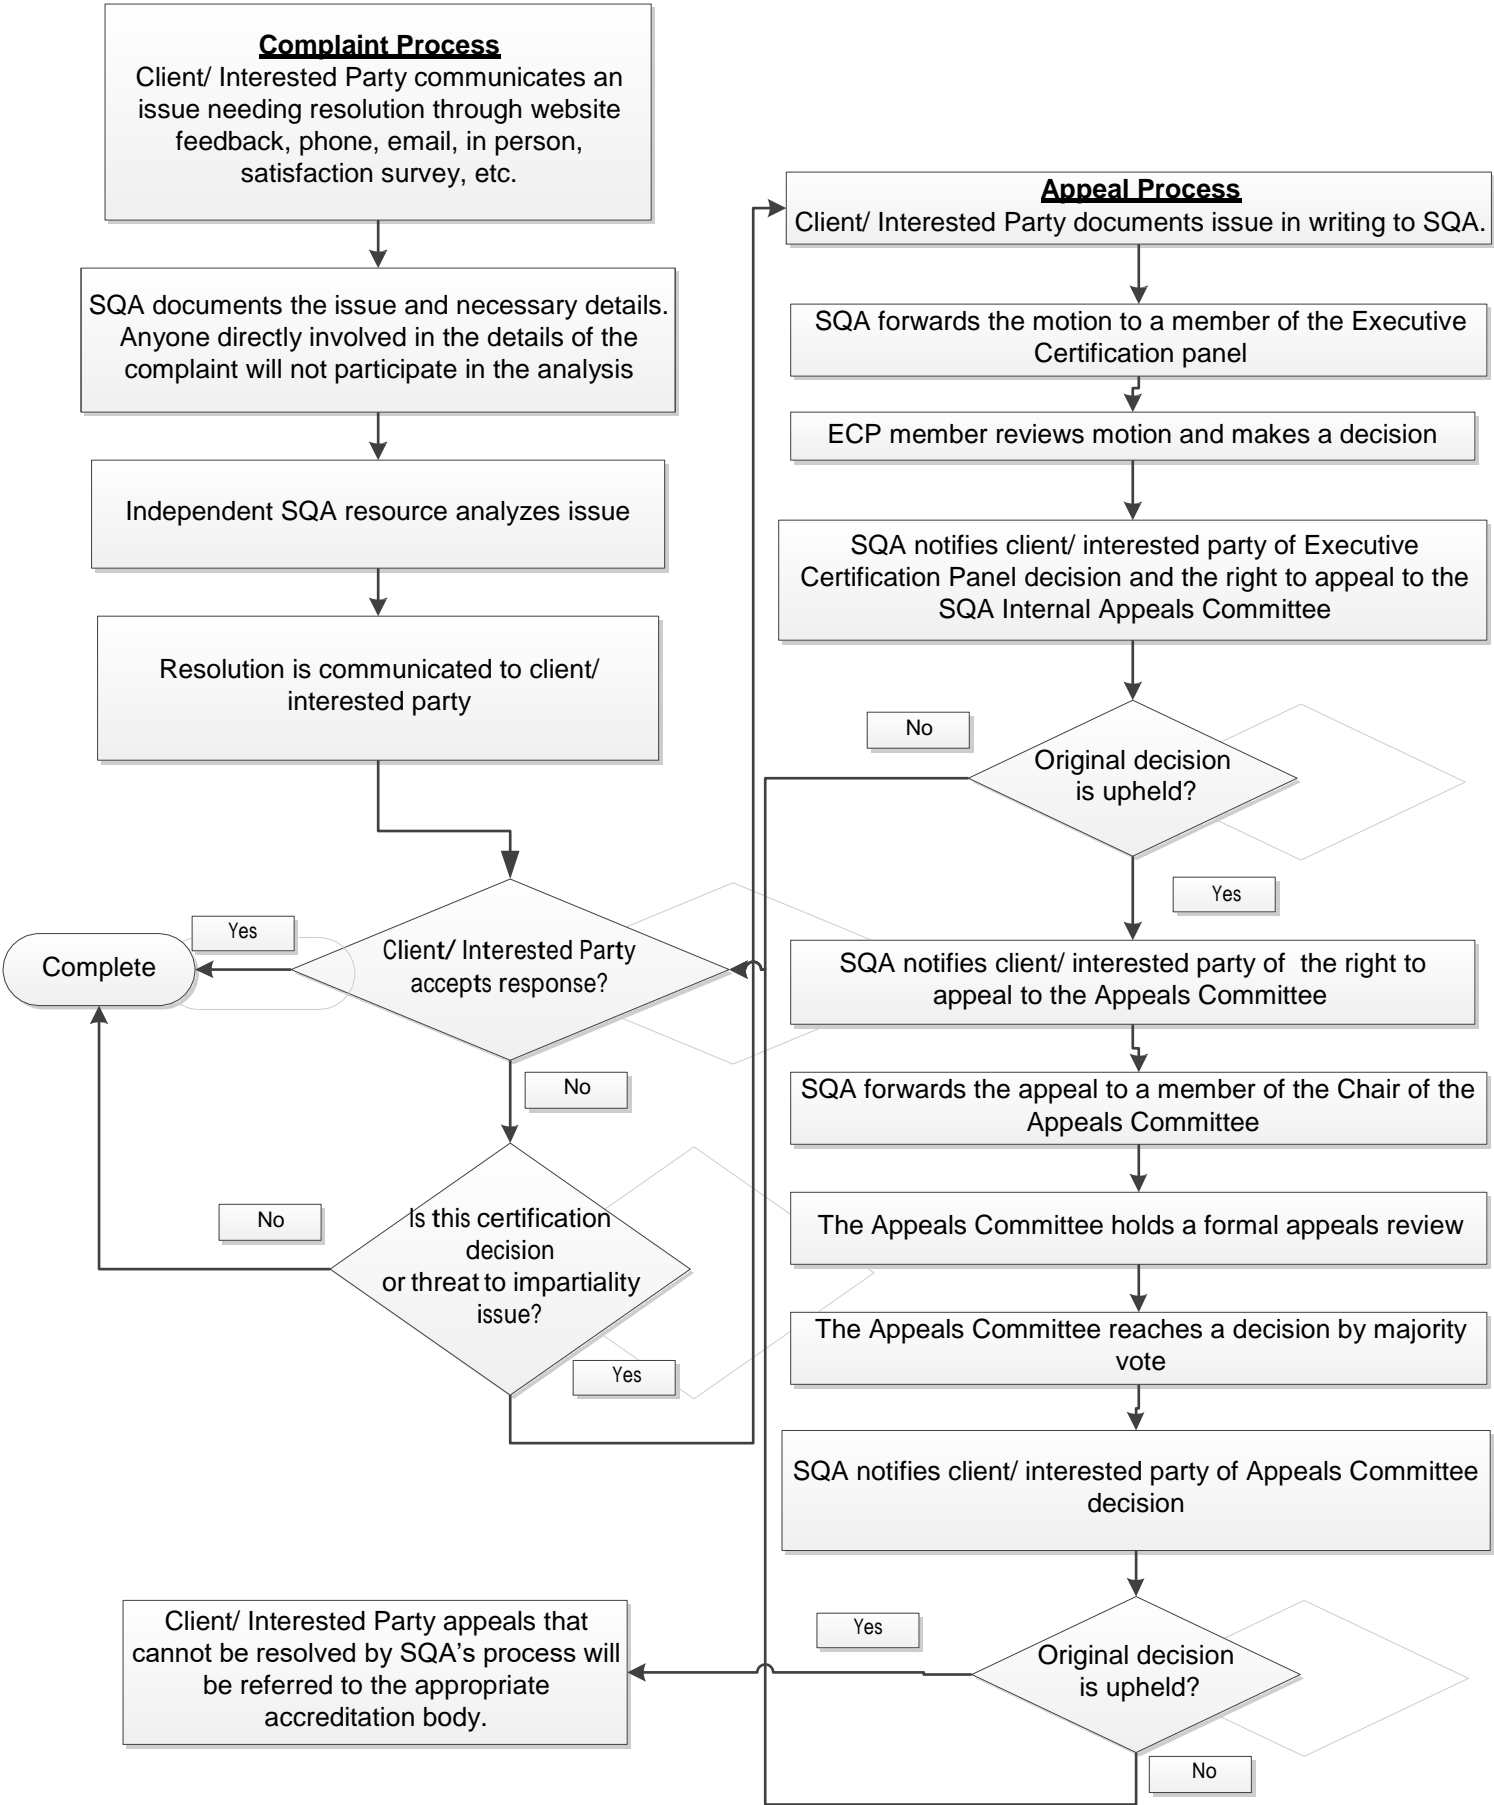 Complaint Process
Client/ Interested Party communicates an
issue needing resolution through website
feedback, phone, email, in person,
satisfaction survey, etc.
SQA documents the issue and necessary details.
Anyone directly involved in the details of the
complaint will not participate in the analysis
Independent SQA resource analyzes issue
Resolution is communicated to client/
interested party
Client/ Interested Party
accepts response?
Yes
Complete
No
Is this certification
decision
or threat to impartiality
issue?
No
Yes
Appeal Process
Client/ Interested Party documents issue in writing to SQA.
SQA forwards the motion to a member of the Executive
Certification panel
ECP member reviews motion and makes a decision
SQA notifies client/ interested party of Executive
Certification Panel decision and the right to appeal to the
SQA Internal Appeals Committee
No
Original decision
is upheld?
Yes
SQA notifies client/ interested party of  the right to
appeal to the Appeals Committee
SQA forwards the appeal to a member of the Chair of the
Appeals Committee
The Appeals Committee holds a formal appeals review
The Appeals Committee reaches a decision by majority
vote
SQA notifies client/ interested party of Appeals Committee
decision
Yes
Original decision
is upheld?
No
Client/ Interested Party appeals that
cannot be resolved by SQA’s process will
be referred to the appropriate
accreditation body.